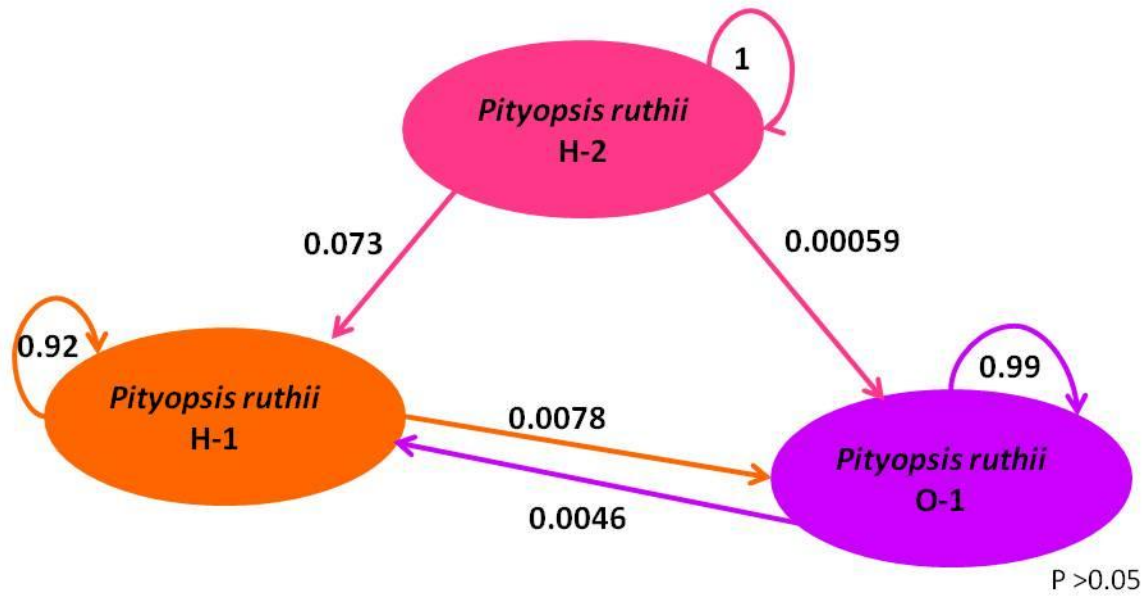 1
Pityopsis ruthii
H-2
0.073
0.00059
0.92
Pityopsis ruthii
H-1
0.0078
0.99
Pityopsis ruthii
O-1
0.0046
P >0.05